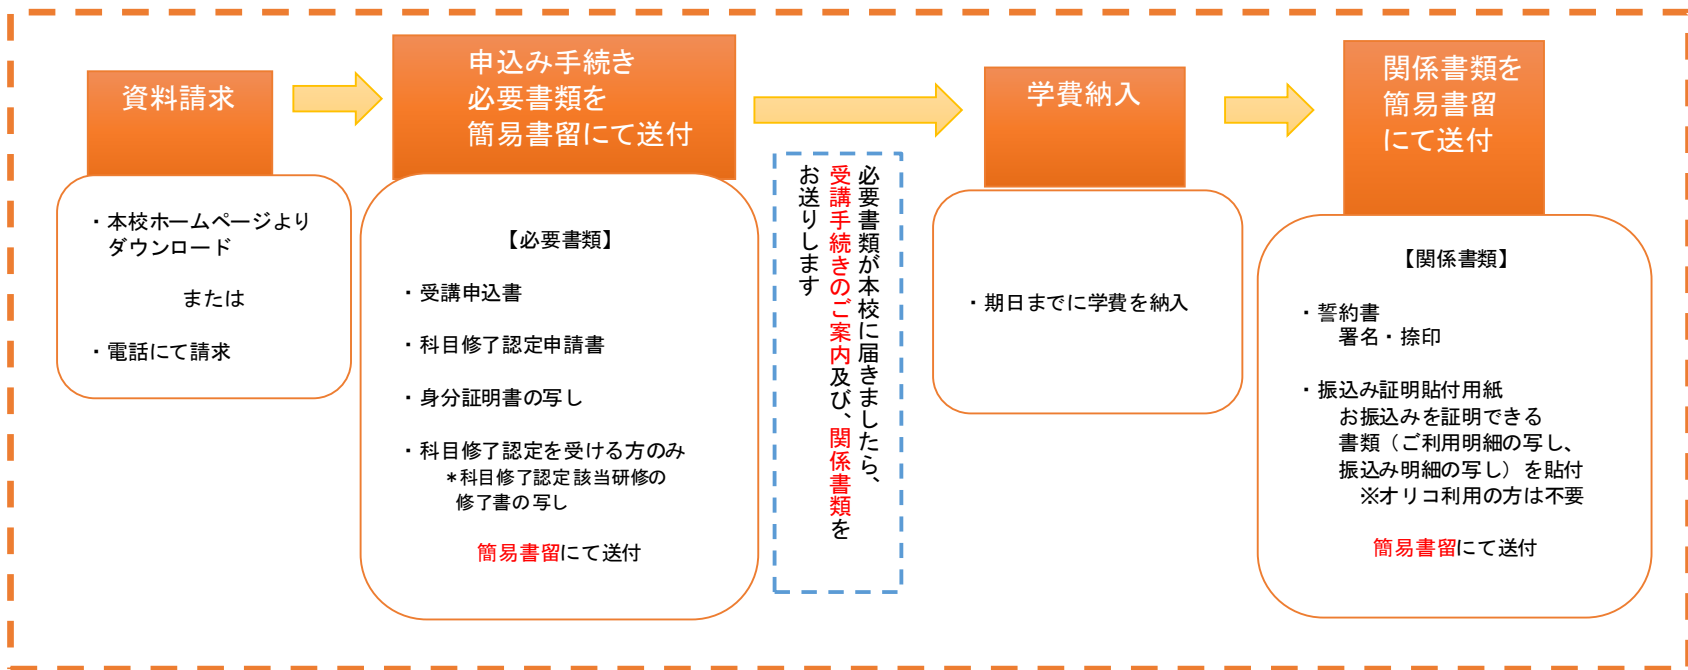 資料請求
・本校ホームページより
ダウンロード
または
・電話にて請求
申込み手続き
必要書類を
簡易書留にて送付
【必要書類】
・受講申込書
・科目修了認定申請書
・身分証明書の写し
・科目修了認定を受ける方のみ
*科目修了認定該当研修の
修了書の写し
簡易書留にて送付
必要書類が本校に届きましたら、
受講手続きのご案内及び、関係書類を
お送りします
学費納入
・期日までに学費を納入
関係書類を
簡易書留
にて送付
【関係書類】
・誓約書
署名・捺印
・振込み証明貼付用紙
お振込みを証明できる
書類（ご利用明細の写し、
振込み明細の写し）を貼付
※オリコ利用の方は不要
簡易書留にて送付